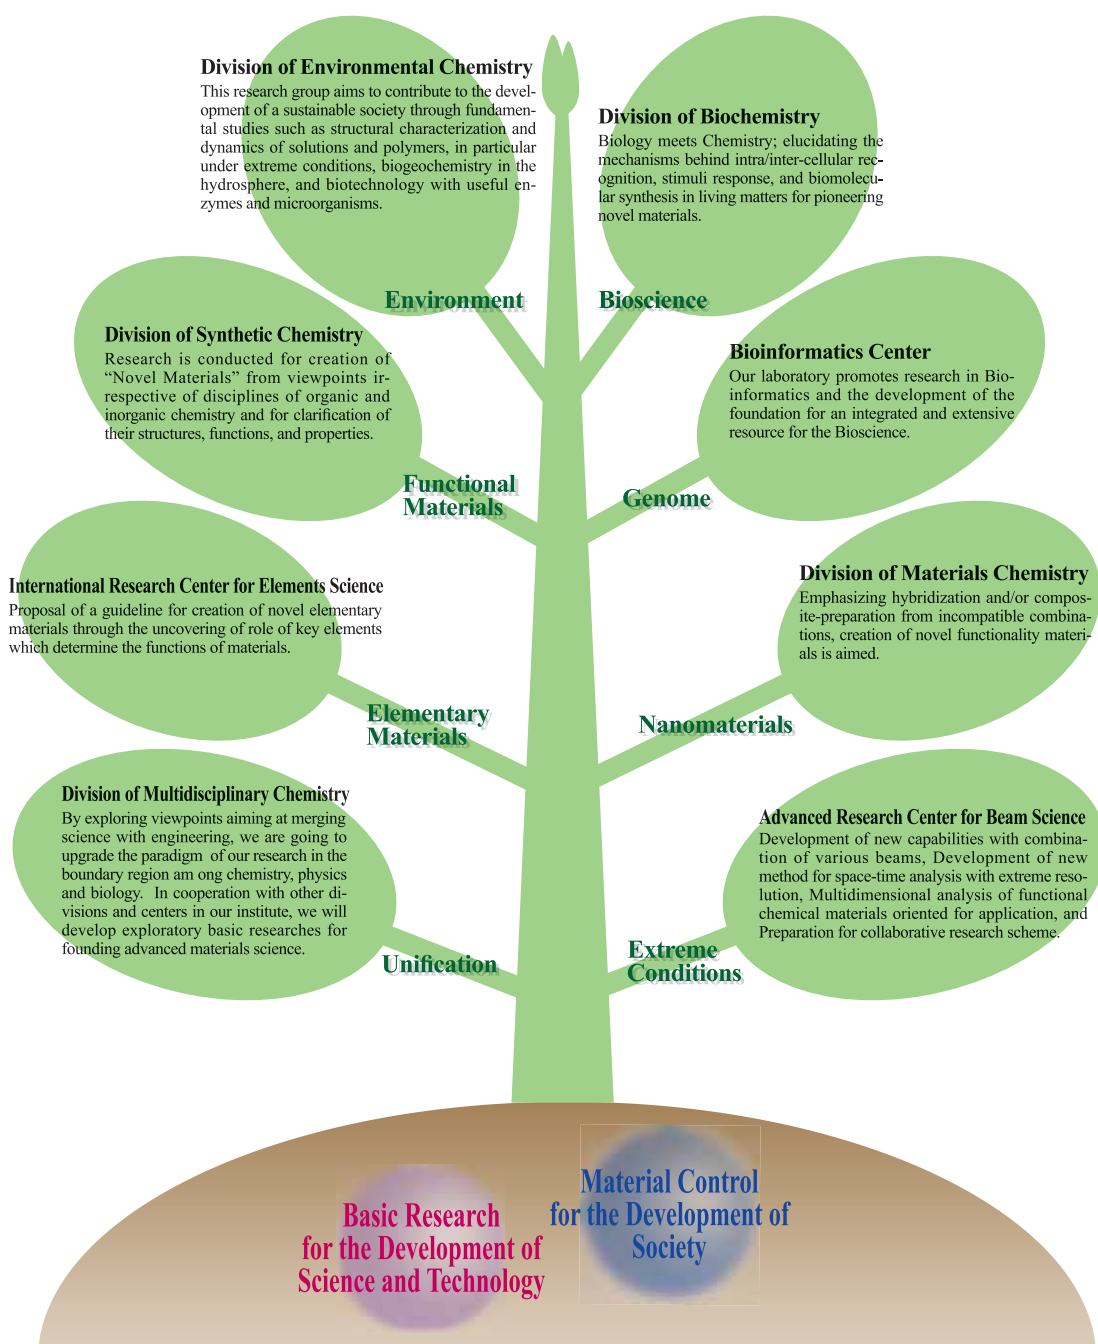 Division of Environmental Chemistry
This research group aims to contribute to the devel-
opment of a sustainable society through fundamen-
tal studies such as structural characterization and
dynamics of solutions and polymers, in particular
under extreme conditions, biogeochemistry in the
hydrosphere, and biotechnology with useful en-
zymes and microorganisms.
Division of Biochemistry
Biology meets Chemistry; elucidating the
mechanisms behind intra/inter-cellular rec-
ognition, stimuli response, and biomolecu-
lar synthesis in living matters for pioneering
novel materials.
Environment
Bioscience
Division of Synthetic Chemistry
Research is conducted for creation of
“Novel Materials” from viewpoints ir-
respective of disciplines of organic and
inorganic chemistry and for clarification of
their structures, functions, and properties.
Bioinformatics Center
Our laboratory promotes research in Bio-
informatics and the development of the
foundation for an integrated and extensive
resource for the Bioscience.
Functional
Materials
Genome
International Research Center for Elements Science
Proposal of a guideline for creation of novel elementary
materials through the uncovering of role of key elements
which determine the functions of materials.
Division of Materials Chemistry
Emphasizing hybridization and/or compos-
ite-preparation from incompatible combina-
tions, creation of novel functionality materi-
als is aimed.
Elementary
Materials
Nanomaterials
Division of Multidisciplinary Chemistry
By exploring viewpoints aiming at merging
science with engineering, we are going to
upgrade the paradigm of our research in the
boundary region am ong chemistry, physics
and biology. In cooperation with other di-
visions and centers in our institute, we will
develop exploratory basic researches for
founding advanced materials science.
Advanced Research Center for Beam Science
Development of new capabilities with combina-
tion of various beams, Development of new
method for space-time analysis with extreme reso-
lution, Multidimensional analysis of functional
chemical materials oriented for application, and
Preparation for collaborative research scheme.
Unification
Extreme
Conditions
Basic Research
for the Development of
Science and Technology
Material Control
for the Development of
Society